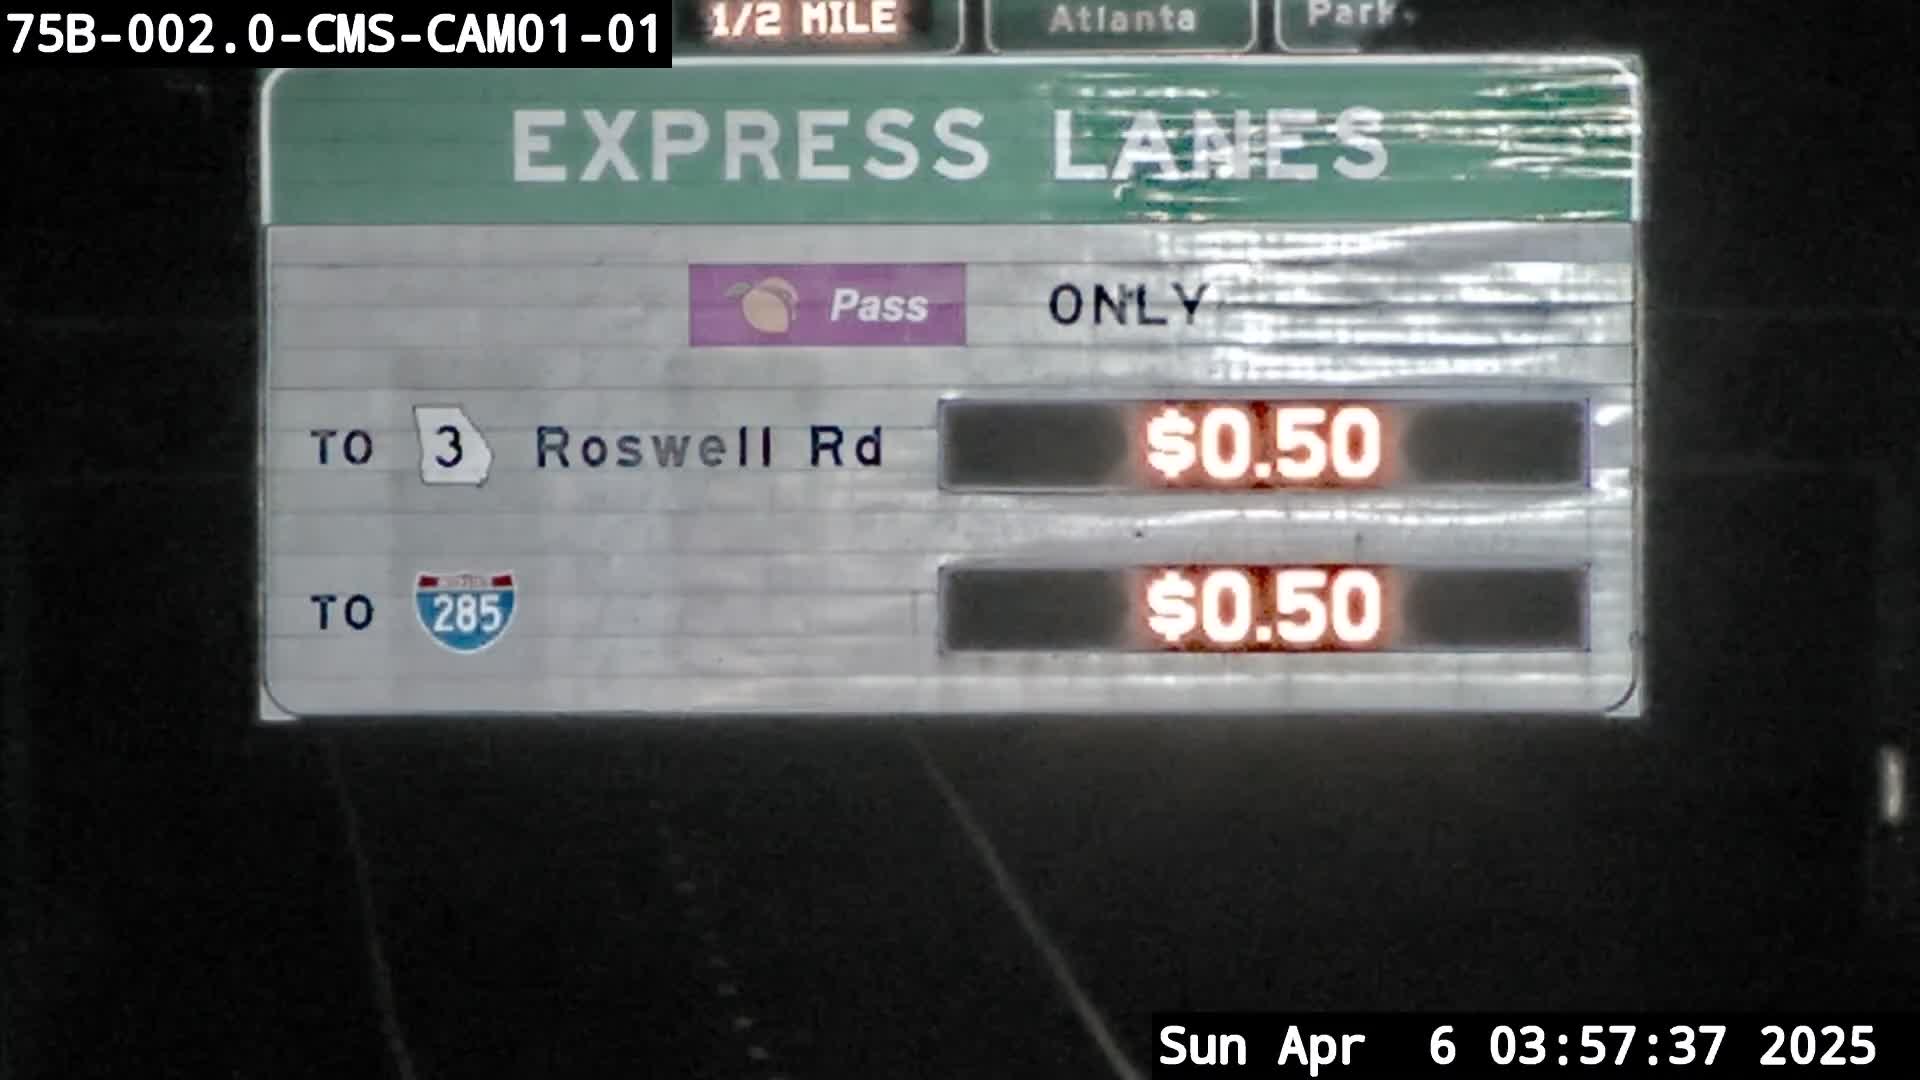 75B-002.0-CMS-CAM01-01
1/2 MILE
Atlanta
Park
EXPRESS LANES
Pass ONLY
TO 3 Roswell Rd $0.50
TO 285 $0.50
Sun Apr 6 03:57:37 2025